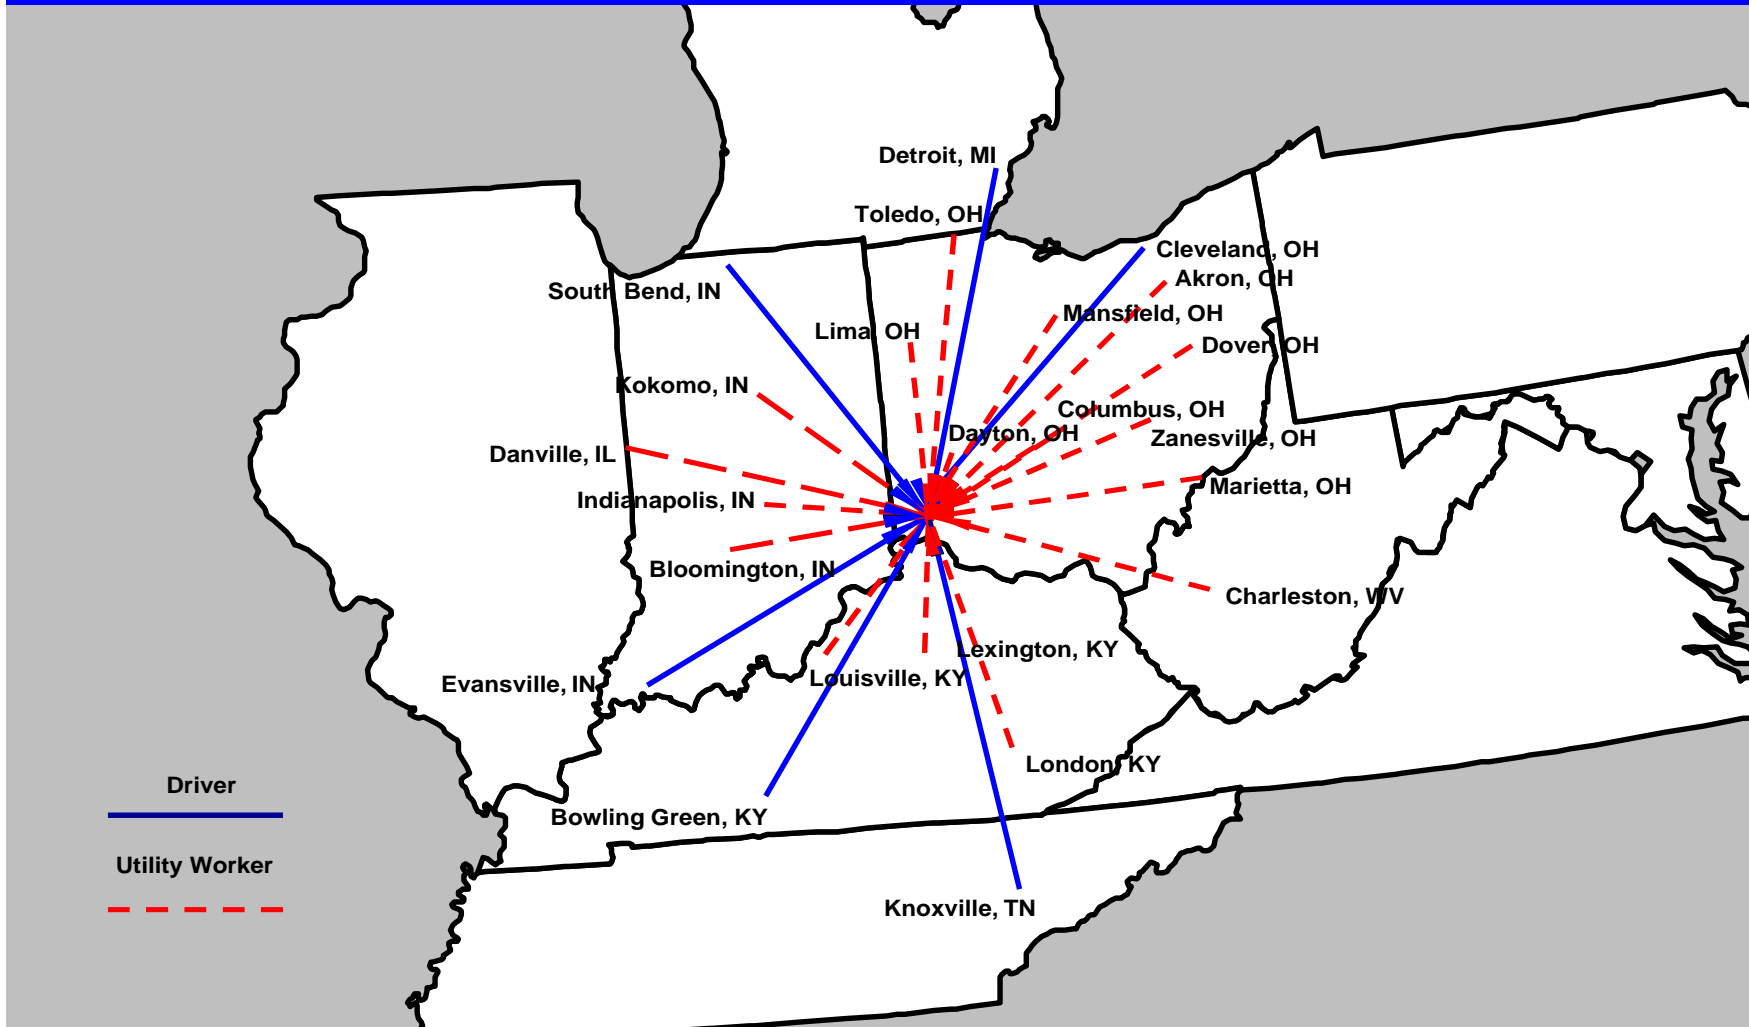 Detroit, MI
Toledo, OH
Cleveland, OH
Akron, OH
South Bend, IN
Mansfield, OH
Lima, OH
Dover, OH
Kokomo, IN
Columbus, OH
Dayton, OH
Zanesville, OH
Danville, IL
Marietta, OH
Indianapolis, IN
Bloomington, IN
Charleston, WV
Lexington, KY
Louisville, KY
Evansville, IN
London, KY
Driver
Bowling Green, KY
Utility Worker
Knoxville, TN